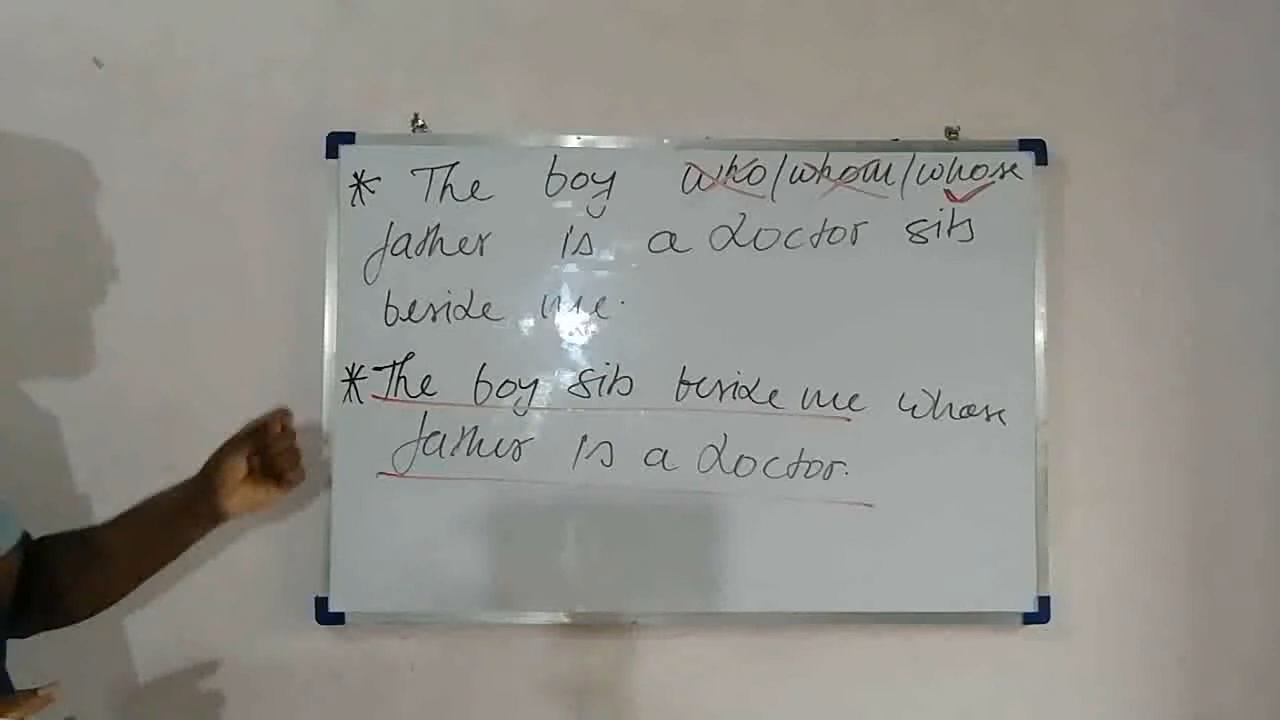 * The boy who/whom/whose
father is a doctor sits
beside me.
* The boy sits beside me whose
father is a doctor.